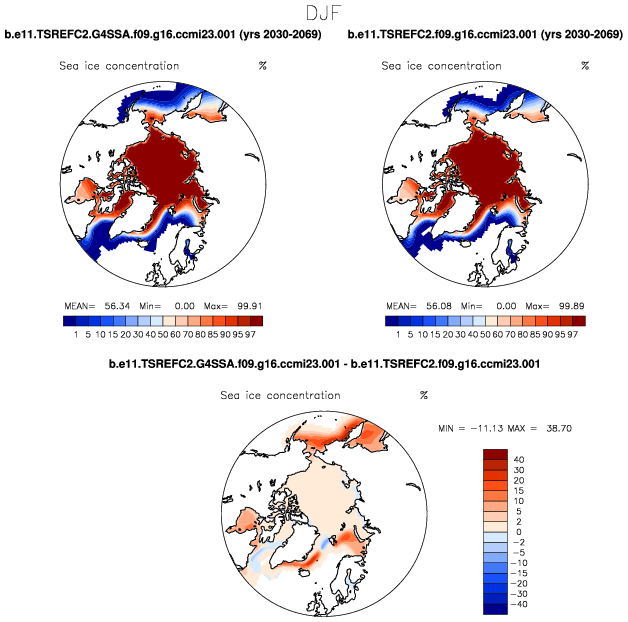 DJF
b.e11.TSREFC2.G4SSA.f09.g16.ccmi23.001 (yrs 2030-2069)
b.e11.TSREFC2.f09.g16.ccmi23.001 (yrs 2030-2069)
Sea ice concentration %
Sea ice concentration %
MEAN= 56.34 Min= 0.00 Max= 99.91
MEAN= 56.08 Min= 0.00 Max= 99.89
1 5 10 15 20 30 40 50 60 70 80 85 90 95 97
1 5 10 15 20 30 40 50 60 70 80 85 90 95 97
b.e11.TSREFC2.G4SSA.f09.g16.ccmi23.001 - b.e11.TSREFC2.f09.g16.ccmi23.001
Sea ice concentration %
MIN = -11.13 MAX = 38.70
40
30
20
15
10
5
2
0
-2
-5
-10
-15
-20
-30
-40